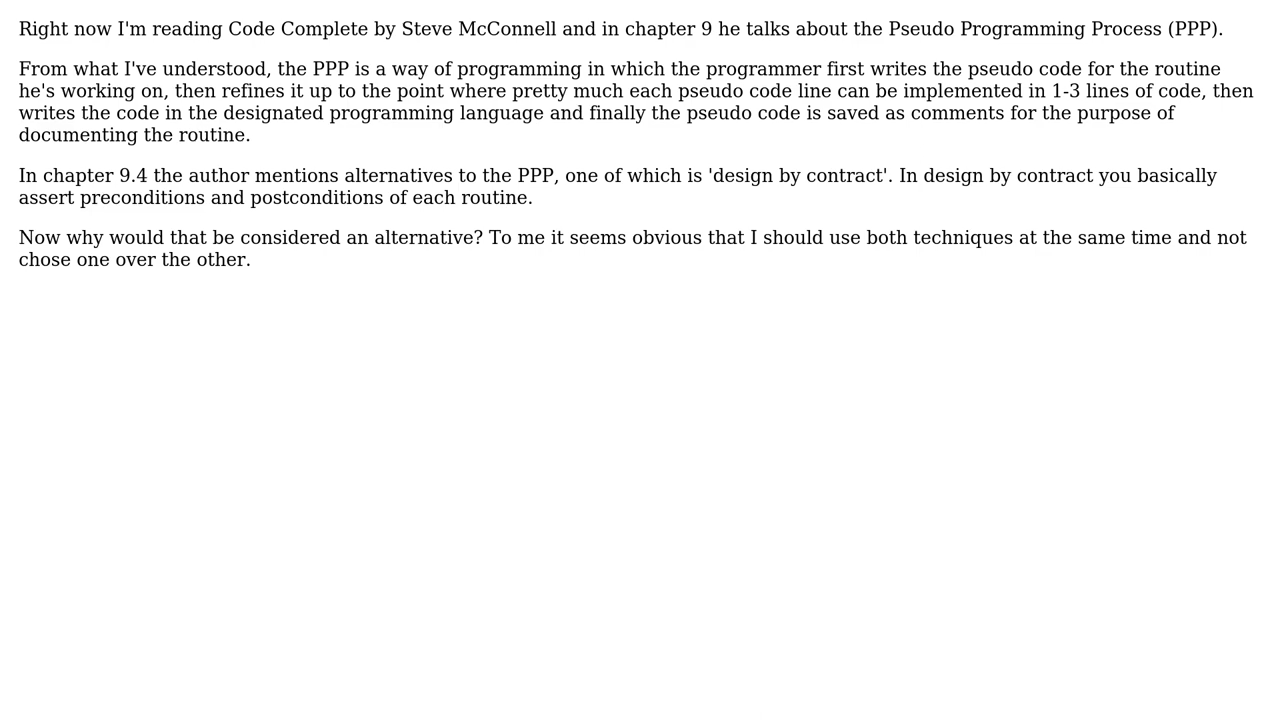 Right now I'm reading Code Complete by Steve McConnell and in chapter 9 he talks about the Pseudo Programming Process (PPP).
From what I've understood, the PPP is a way of programming in which the programmer first writes the pseudo code for the routine
he's working on, then refines it up to the point where pretty much each pseudo code line can be implemented in 1-3 lines of code, then
writes the code in the designated programming language and finally the pseudo code is saved as comments for the purpose of
documenting the routine.
In chapter 9.4 the author mentions alternatives to the PPP, one of which is 'design by contract'. In design by contract you basically
assert preconditions and postconditions of each routine.
Now why would that be considered an alternative? To me it seems obvious that I should use both techniques at the same time and not
chose one over the other.